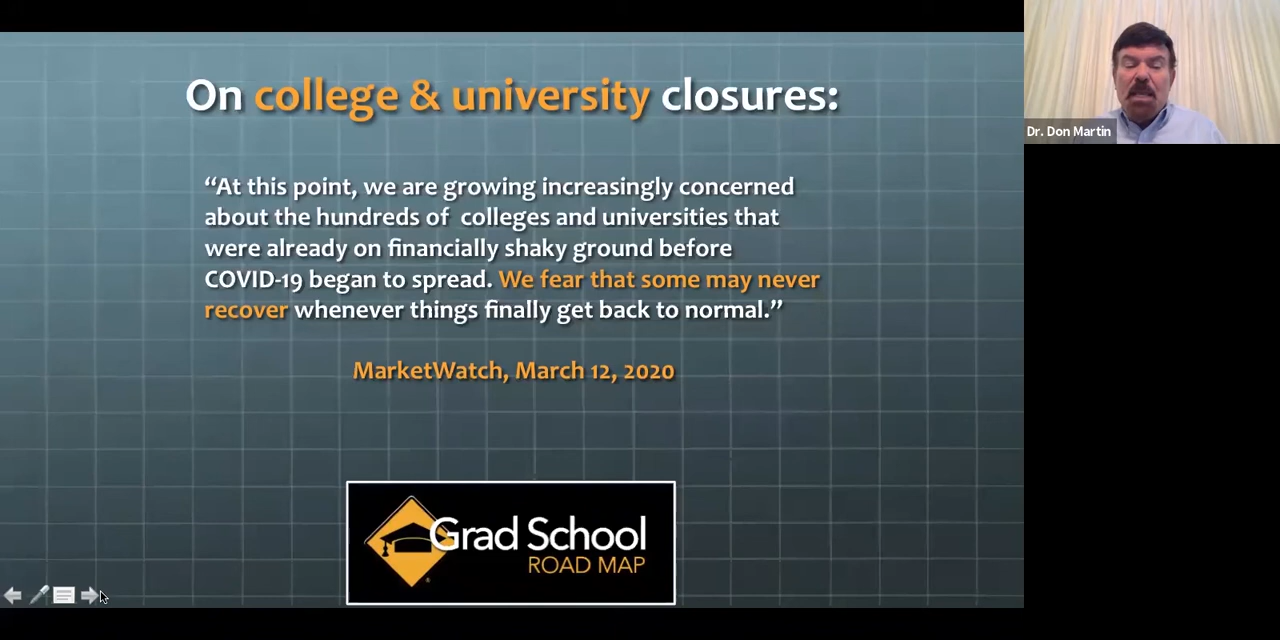 On college & university closures:
“At this point, we are growing increasingly concerned
about the hundreds of colleges and universities that
were already on financially shaky ground before
COVID-19 began to spread. We fear that some may never
recover whenever things finally get back to normal.”
MarketWatch, March 12, 2020
Grad School
ROAD MAP
Dr. Don Martin